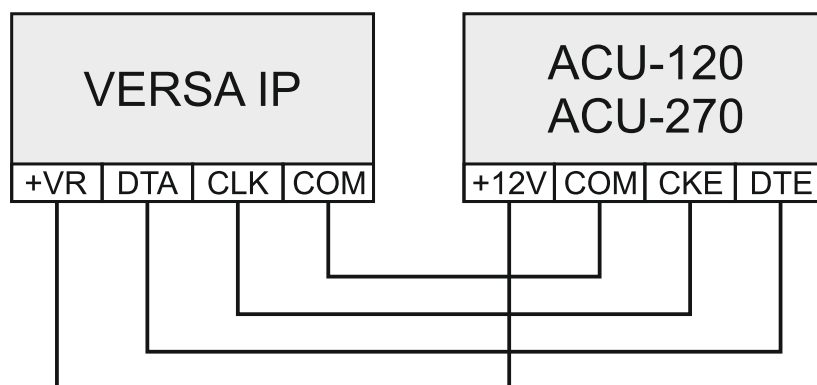 VERSA IP
+VR DTA CLK COM
ACU-120
ACU-270
+12V COM CKE DTE